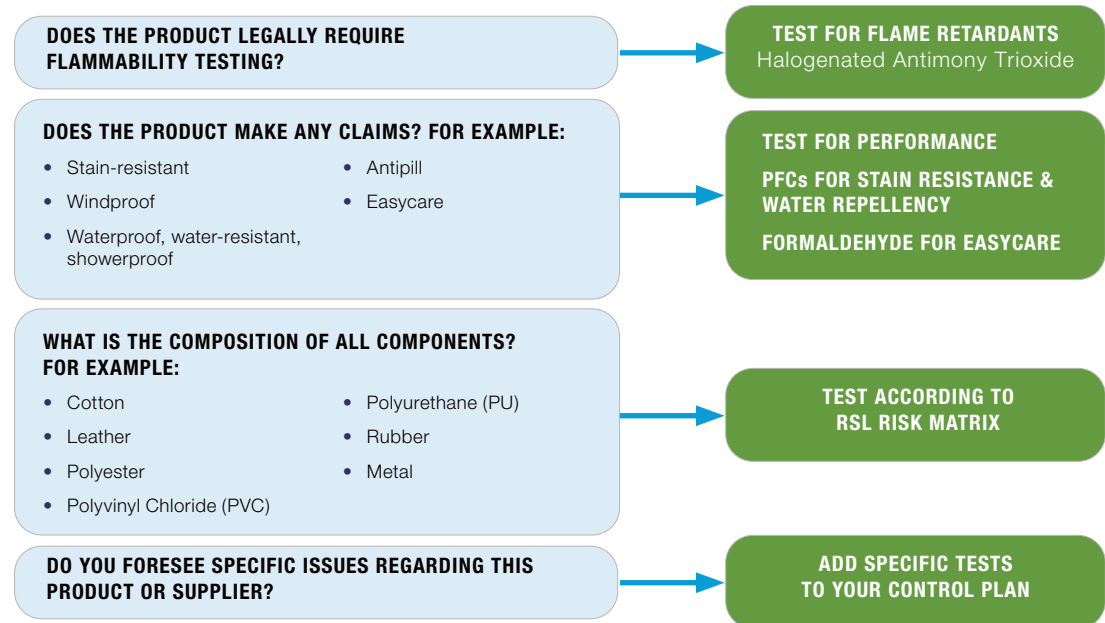 DOES THE PRODUCT LEGALLY REQUIRE
FLAMMABILITY TESTING?
TEST FOR FLAME RETARDANTS
Halogenated Antimony Trioxide
DOES THE PRODUCT MAKE ANY CLAIMS? FOR EXAMPLE:
• Stain-resistant
• Windproof
• Waterproof, water-resistant,
showerproof
• Antipill
• Easycare
TEST FOR PERFORMANCE
PFCs FOR STAIN RESISTANCE &
WATER REPELLENCY
FORMALDEHYDE FOR EASYCARE
WHAT IS THE COMPOSITION OF ALL COMPONENTS?
FOR EXAMPLE:
• Cotton
• Leather
• Polyester
• Polyvinyl Chloride (PVC)
• Polyurethane (PU)
• Rubber
• Metal
TEST ACCORDING TO
RSL RISK MATRIX
DO YOU FORESEE SPECIFIC ISSUES REGARDING THIS
PRODUCT OR SUPPLIER?
ADD SPECIFIC TESTS
TO YOUR CONTROL PLAN